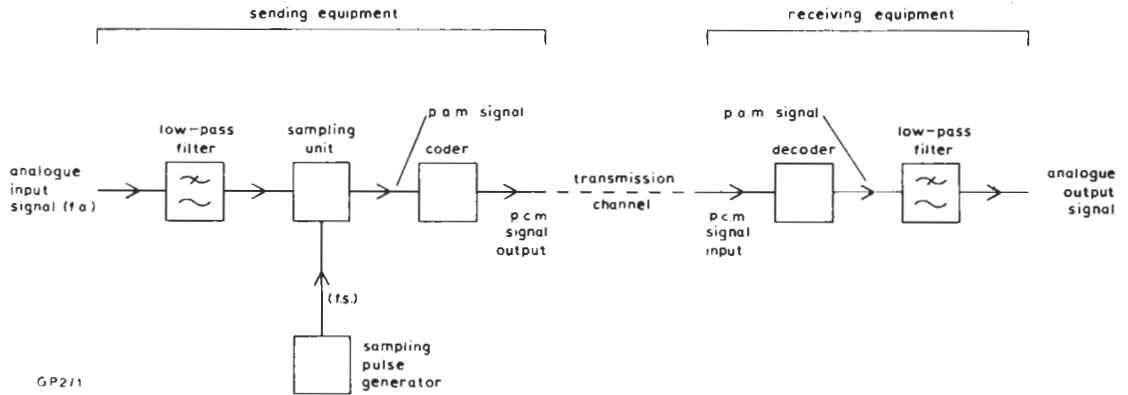 sending equipment
receiving equipment
p a m signal
p a.m signal
low-pass
filter
sampling
unit
coder
decoder
low-pass
filter
analogue
input
signal (f a)
transmission
channel
analogue
output
signal
p c m
signal
output
p c.m
signal
input
(f.s.)
sampling
pulse
generator
GP2/1